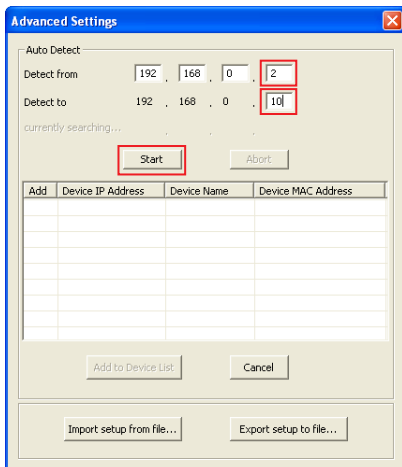 Advanced Settings
Auto Detect
Detect from 192 . 168 . 0 . 2
Detect to 192 . 168 . 0 . 10
currently searching... . . .
Start Abort
Add Device IP Address Device Name Device MAC Address
Add to Device List Cancel
Import setup from file... Export setup to file...